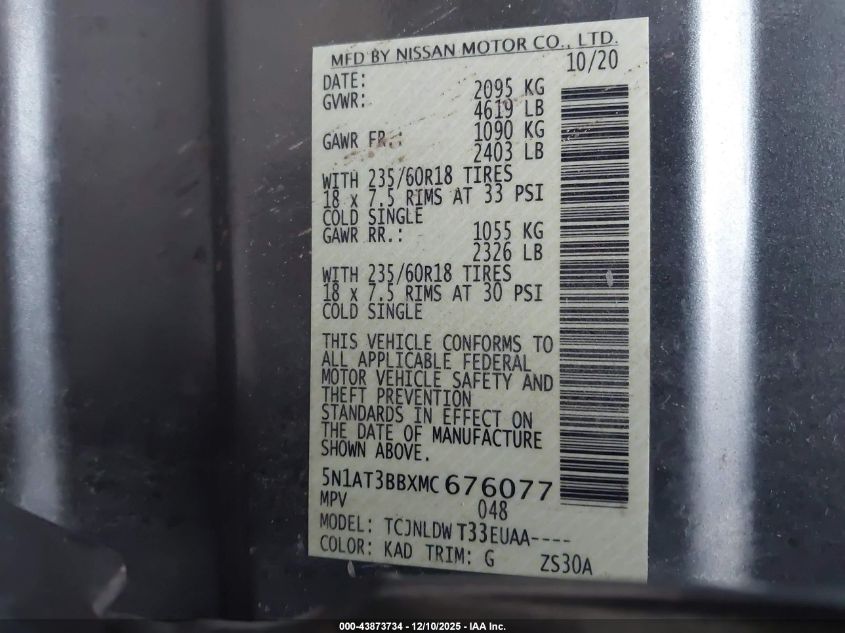 MFD BY NISSAN MOTOR CO., LTD.
DATE: 10/20
GVWR: 2095 KG
4619 LB
GAWR FR.: 1090 KG
2403 LB
WITH 235/60R18 TIRES
18 x 7.5 RIMS AT 33 PSI
COLD SINGLE
GAWR RR.: 1055 KG
2326 LB
WITH 235/60R18 TIRES
18 x 7.5 RIMS AT 30 PSI
COLD SINGLE
THIS VEHICLE CONFORMS TO
ALL APPLICABLE FEDERAL
MOTOR VEHICLE SAFETY AND
THEFT PREVENTION
STANDARDS IN EFFECT ON
THE DATE OF MANUFACTURE
SHOWN ABOVE.
5N1AT3BBXMC676077
MPV 048
MODEL: TCJNLDW T33EUAA----
COLOR: KAD TRIM: G ZS30A
000-43873734 - 12/10/2025 - IAA Inc.